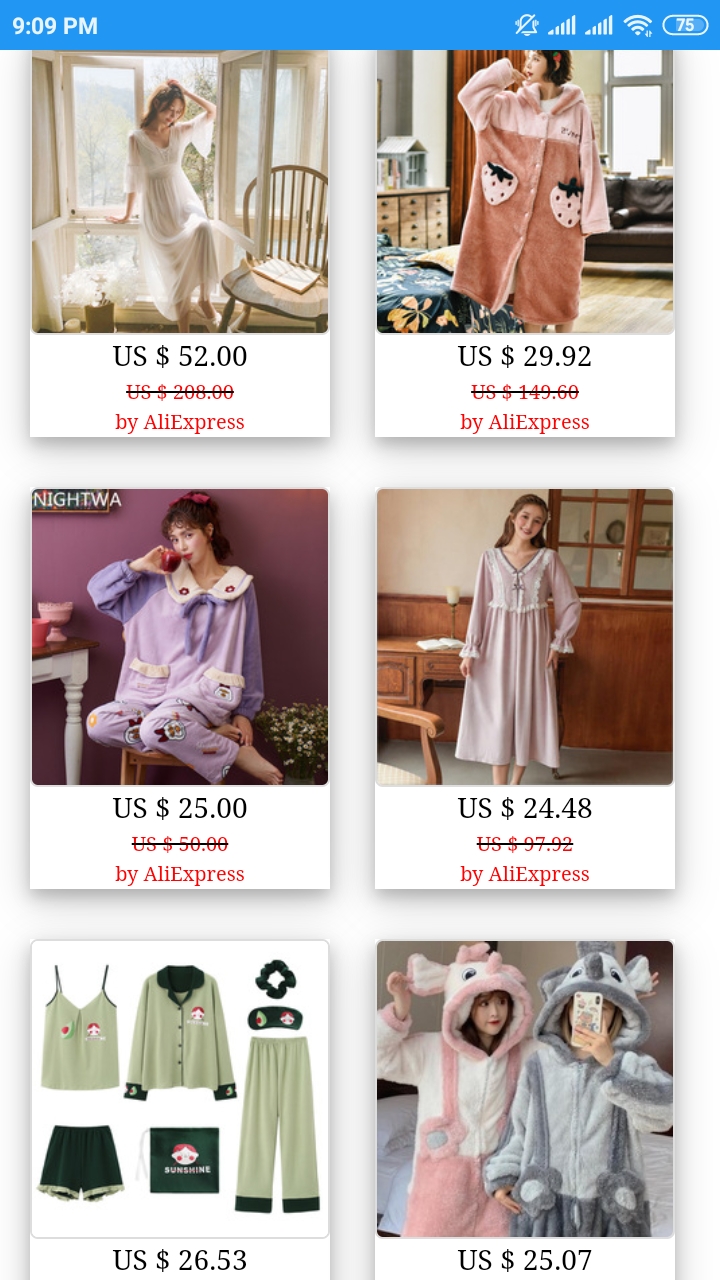 9:09 PM
75
US $ 52.00
US $ 208.00
by AliExpress
US $ 29.92
US $ 149.60
by AliExpress
NIGHTWA
US $ 25.00
US $ 50.00
by AliExpress
US $ 24.48
US $ 97.92
by AliExpress
SUNSHINE
US $ 26.53
US $ 25.07